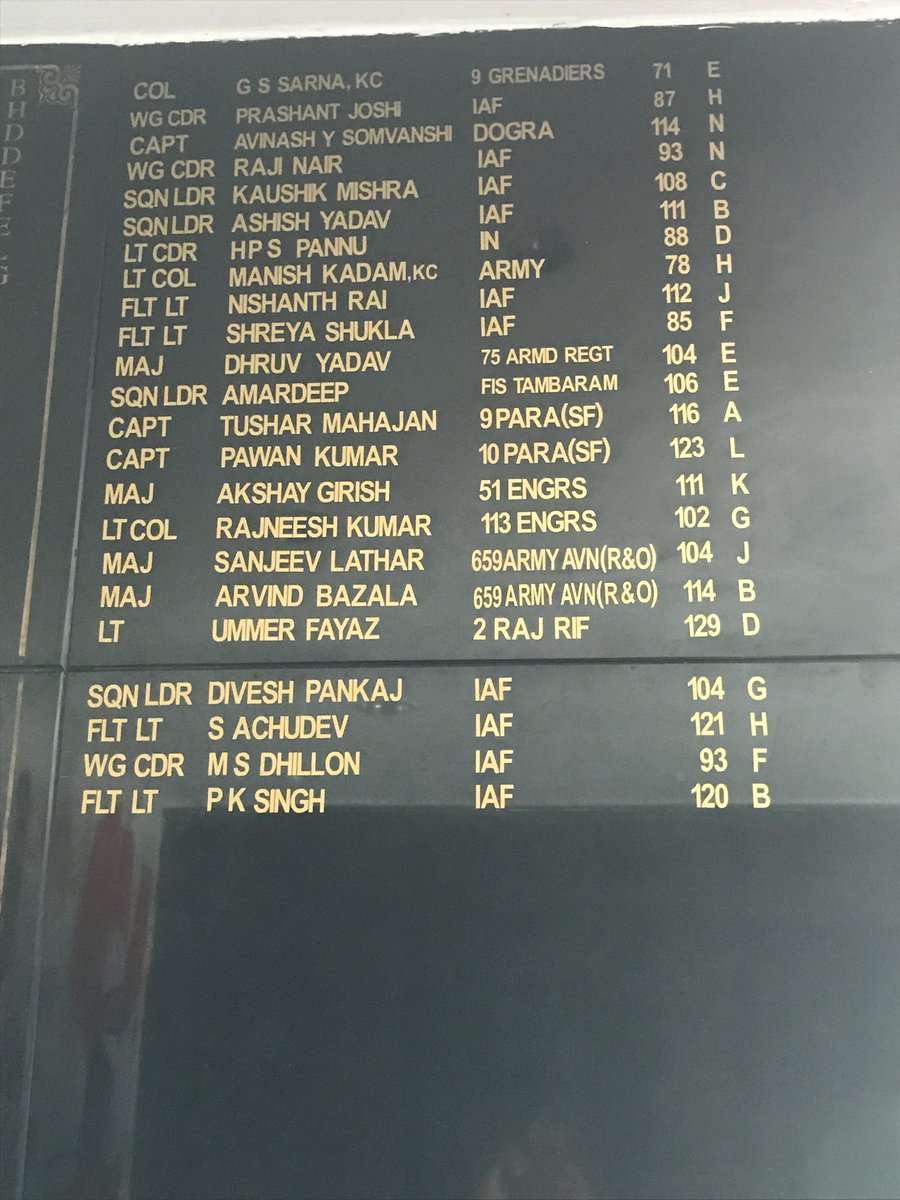 B
H
D
D
E
F
E
G
COL G S SARNA, KC 9 GRENADIERS 71 E
WG CDR PRASHANT JOSHI IAF 87 H
CAPT AVINASH Y SOMVANSHI DOGRA 114 N
WG CDR RAJI NAIR IAF 93 N
SQN LDR KAUSHIK MISHRA IAF 108 C
SQN LDR ASHISH YADAV IAF 111 B
LT CDR HP S PANNU IN 88 D
LT COL MANISH KADAM,KC ARMY 78 H
FLT LT NISHANTH RAI IAF 112 J
FLT LT SHREYA SHUKLA IAF 85 F
MAJ DHRUV YADAV 75 ARMD REGT 104 E
SQN LDR AMARDEEP FIS TAMBARAM 106 E
CAPT TUSHAR MAHAJAN 9 PARA(SF) 116 A
CAPT PAWAN KUMAR 10 PARA(SF) 123 L
MAJ AKSHAY GIRISH 51 ENGRS 111 K
LT COL RAJNEESH KUMAR 113 ENGRS 102 G
MAJ SANJEEV LATHAR 659 ARMY AVN(R&O) 104 J
MAJ ARVIND BAZALA 659 ARMY AVN(R&O) 114 B
LT UMMER FAYAZ 2 RAJ RIF 129 D
SQN LDR DIVESH PANKAJ IAF 104 G
FLT LT S ACHUDEV IAF 121 H
WG CDR M S DHILLON IAF 93 F
FLT LT P K SINGH IAF 120 B